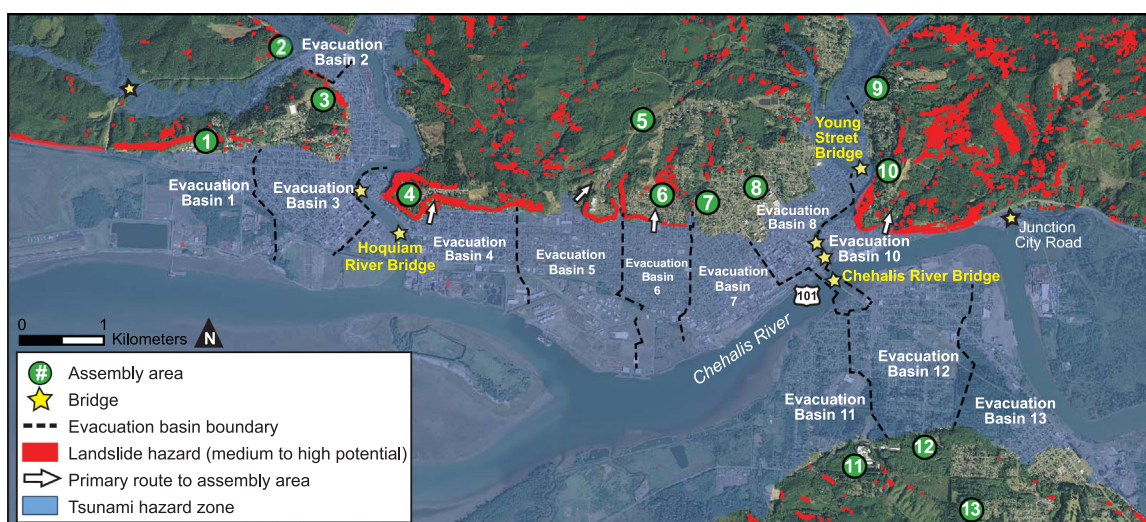 2
Evacuation
Basin 2
3
1
5
9
Young
Street
Bridge
10
Evacuation
Basin 1
Evacuation
Basin 3
4
6
7
8
Hoquiam
River Bridge
Evacuation
Basin 4
Evacuation
Basin 5
Evacuation
Basin
6
Evacuation
Basin
7
Evacuation
Basin 8
Evacuation
Basin 10
Junction
City Road
Chehalis River Bridge
101
Chehalis River
Evacuation
Basin 11
Evacuation
Basin 12
Evacuation
Basin 13
11
12
13
0 1
Kilometers N
# Assembly area
Bridge
Evacuation basin boundary
Landslide hazard (medium to high potential)
Primary route to assembly area
Tsunami hazard zone